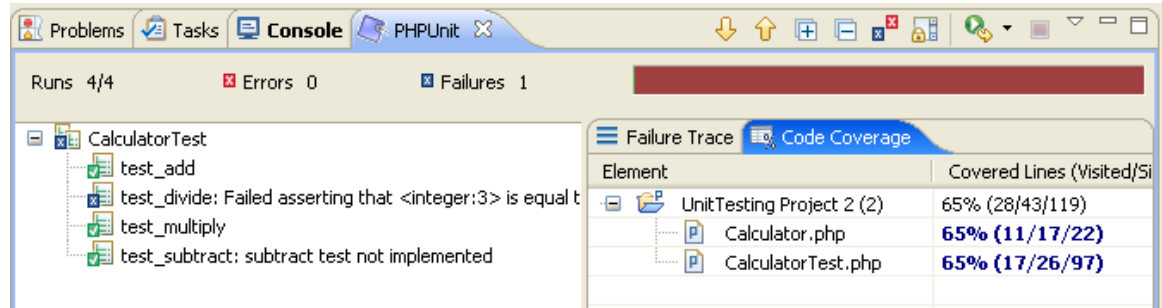 Problems Tasks Console PHPUnit
Runs 4/4 Errors 0 Failures 1
CalculatorTest
test_add
test_divide: Failed asserting that <integer:3> is equal t
test_multiply
test_subtract: subtract test not implemented
Failure Trace Code Coverage
Element Covered Lines (Visited/Si
UnitTesting Project 2 (2) 65% (28/43/119)
Calculator.php 65% (11/17/22)
CalculatorTest.php 65% (17/26/97)